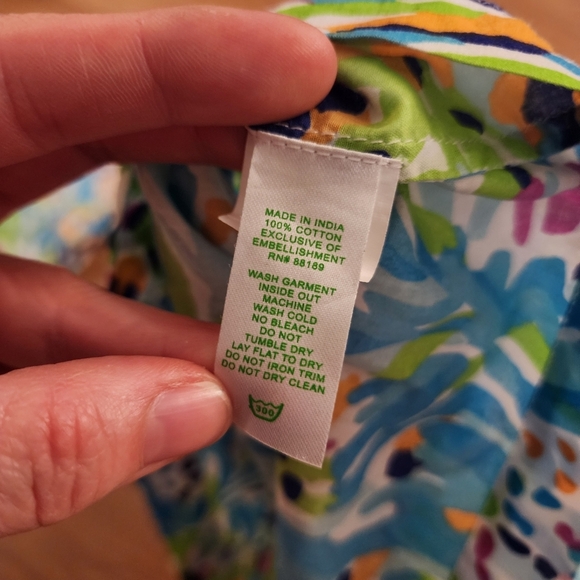 MADE IN INDIA
100% COTTON
EXCLUSIVE OF
EMBELLISHMENT
RN# 88189
WASH GARMENT
INSIDE OUT
MACHINE
WASH COLD
NO BLEACH
DO NOT
TUMBLE DRY
LAY FLAT TO DRY
DO NOT IRON TRIM
DO NOT DRY CLEAN
300